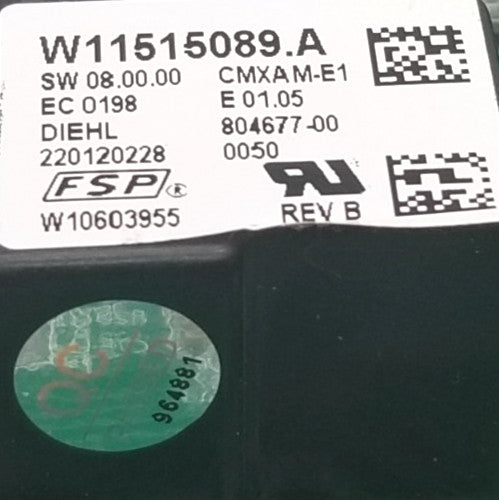 W11515089.A
SW 08.00.00 CMXAM-E1
EC 0198 E 01.05
DIEHL 804677-00
220120228 0050
FSP®
W10603955 REV B
QC
964881